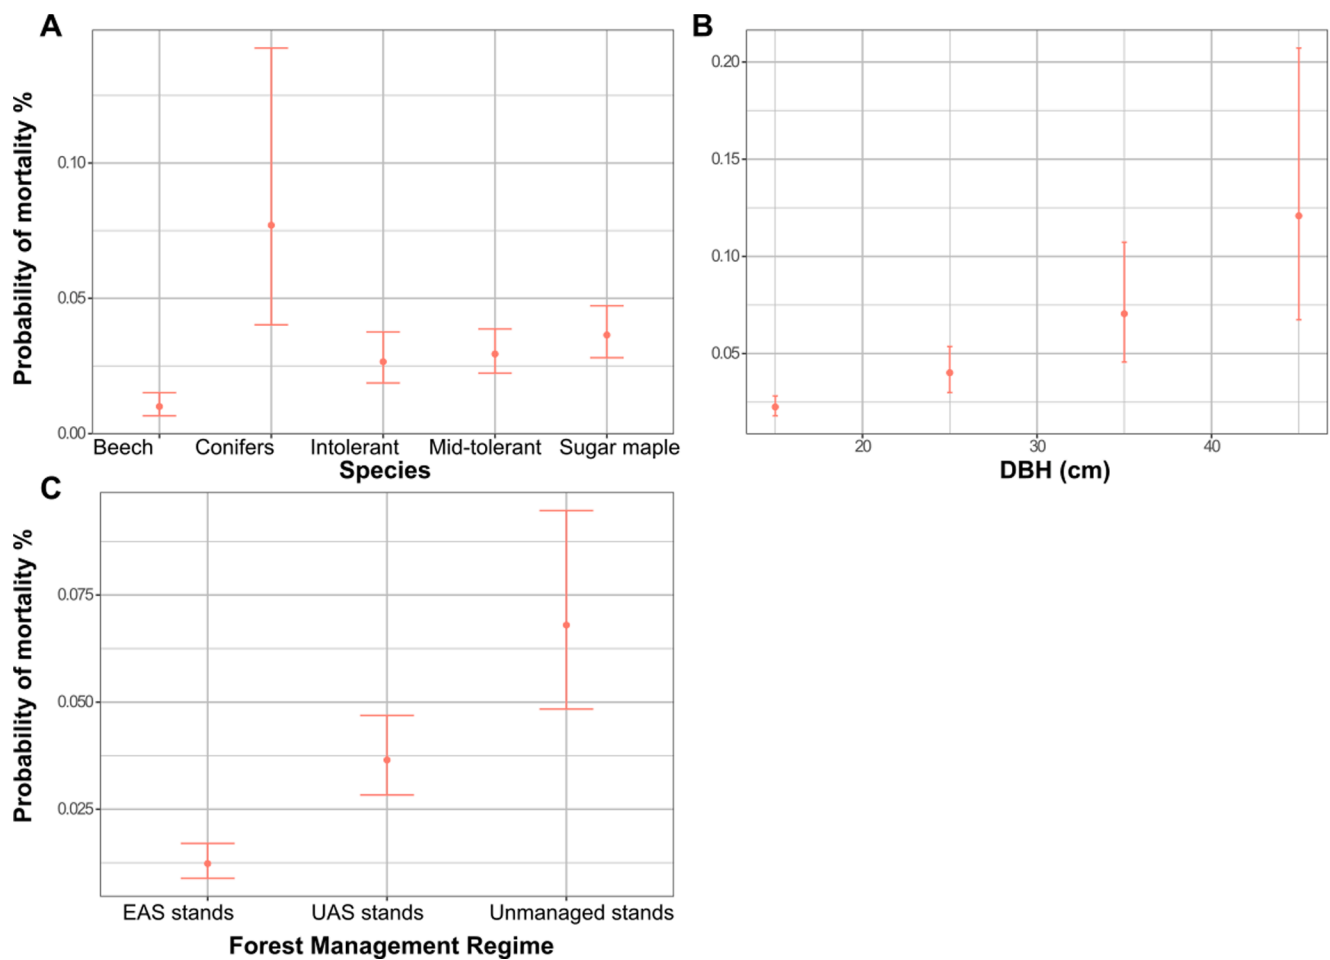 A
Probability of mortality %
0.10
0.05
0.00
Beech
Conifers
Intolerant
Mid-tolerant
Sugar maple
Species
B
0.20
0.15
0.10
0.05
20
30
40
DBH (cm)
C
Probability of mortality %
0.075
0.050
0.025
EAS stands
UAS stands
Unmanaged stands
Forest Management Regime